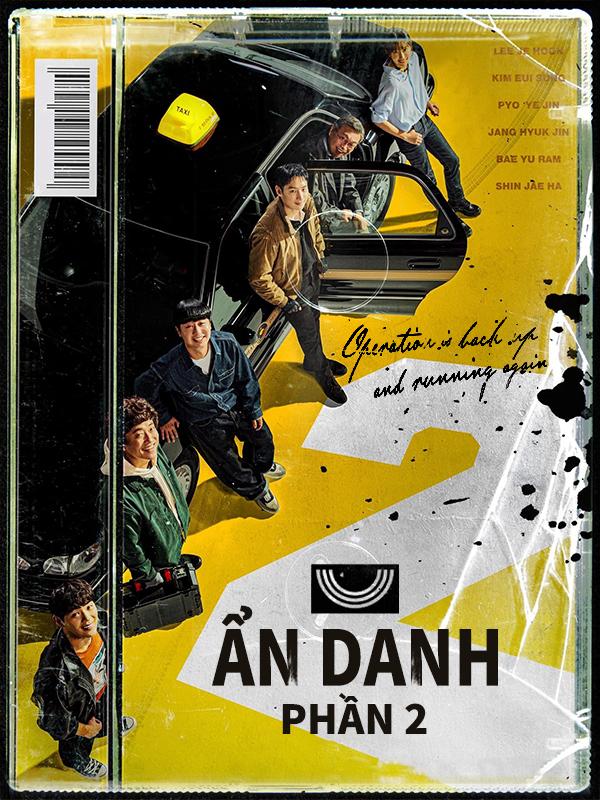 LEE JE HOON
KIM EUI SUNG
PYO YE JIN
JANG HYUK JIN
BAE YU RAM
SHIN JAE HA
TAXI
Operation is back up
and running again
ẨN DANH
PHẦN 2